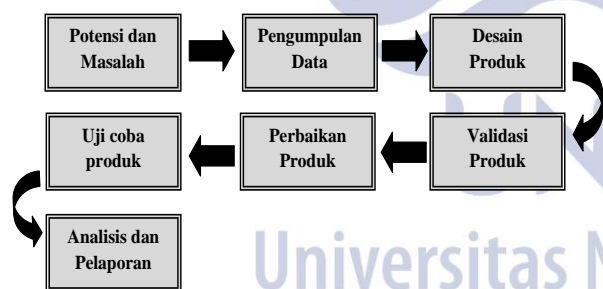 Potensi dan
Masalah
Pengumpulan
Data
Desain
Produk
Uji coba
produk
Perbaikan
Produk
Validasi
Produk
Analisis dan
Pelaporan
Universitas N